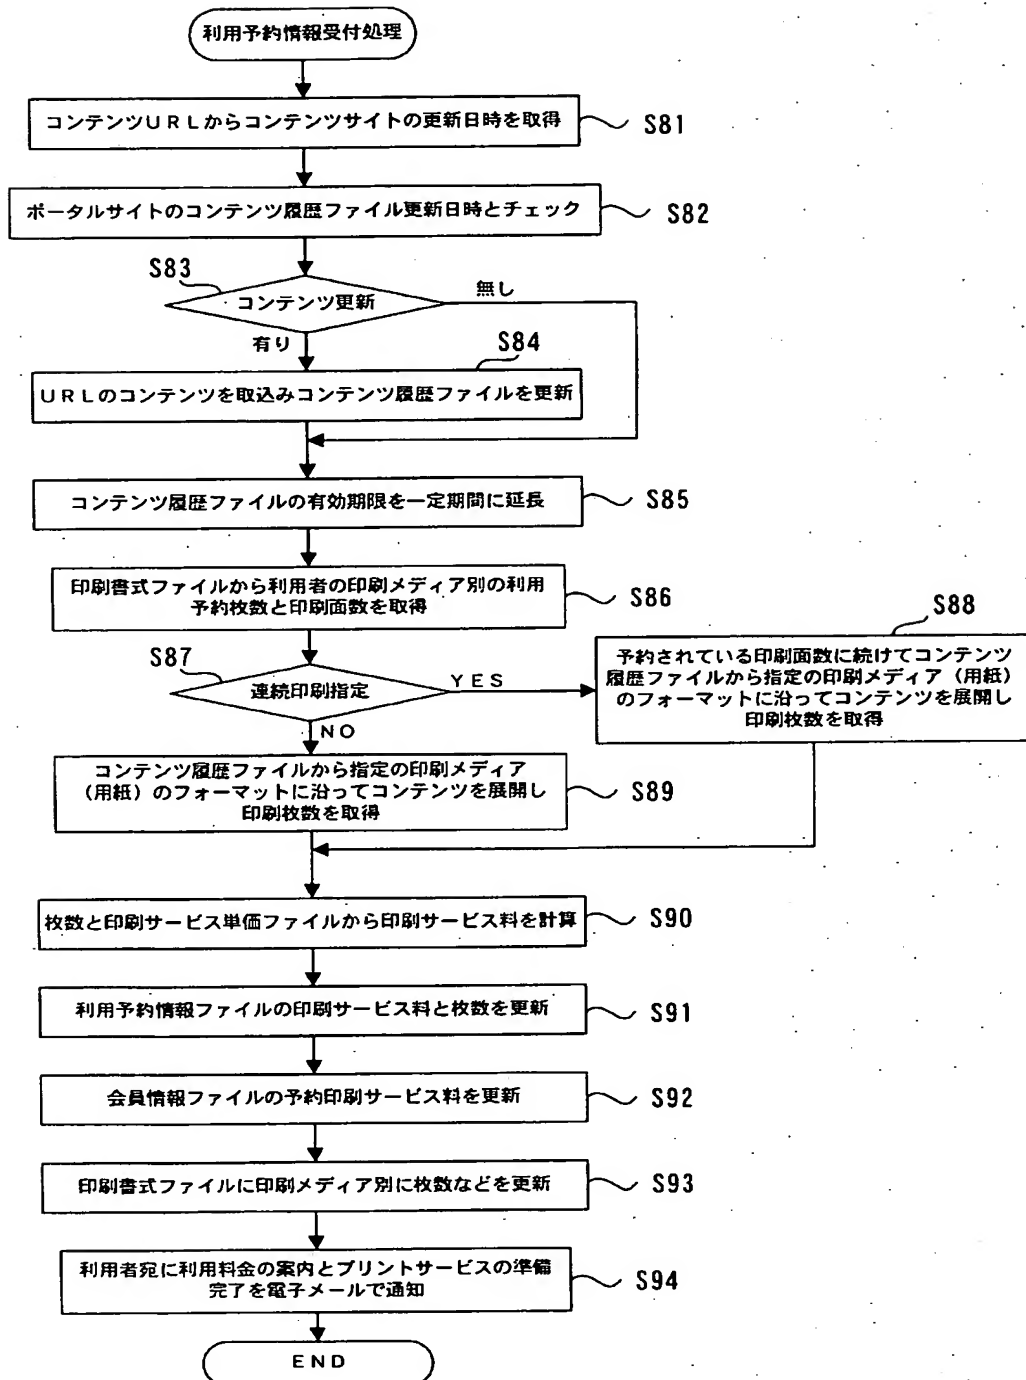 利用予約情報受付処理
コンテンツURLからコンテンツサイトの更新日時を取得
S81
ポータルサイトのコンテンツ履歴ファイル更新日時とチェック
S82
S83
コンテンツ更新
無し
有り
S84
URLのコンテンツを取込みコンテンツ履歴ファイルを更新
コンテンツ履歴ファイルの有効期限を一定期間に延長
S85
印刷書式ファイルから利用者の印刷メディア別の利用
予約枚数と印刷面数を取得
S86
S87
連続印刷指定
YES
NO
S88
予約されている印刷面数に続けてコンテンツ
履歴ファイルから指定の印刷メディア(用紙)
のフォーマットに沿ってコンテンツを展開し
印刷枚数を取得
コンテンツ履歴ファイルから指定の印刷メディア
(用紙)のフォーマットに沿ってコンテンツを展開し
印刷枚数を取得
S89
枚数と印刷サービス単価ファイルから印刷サービス料を計算
S90
利用予約情報ファイルの印刷サービス料と枚数を更新
S91
会員情報ファイルの予約印刷サービス料を更新
S92
印刷書式ファイルに印刷メディア別に枚数などを更新
S93
利用者宛に利用料金の案内とプリントサービスの準備
完了を電子メールで通知
S94
END